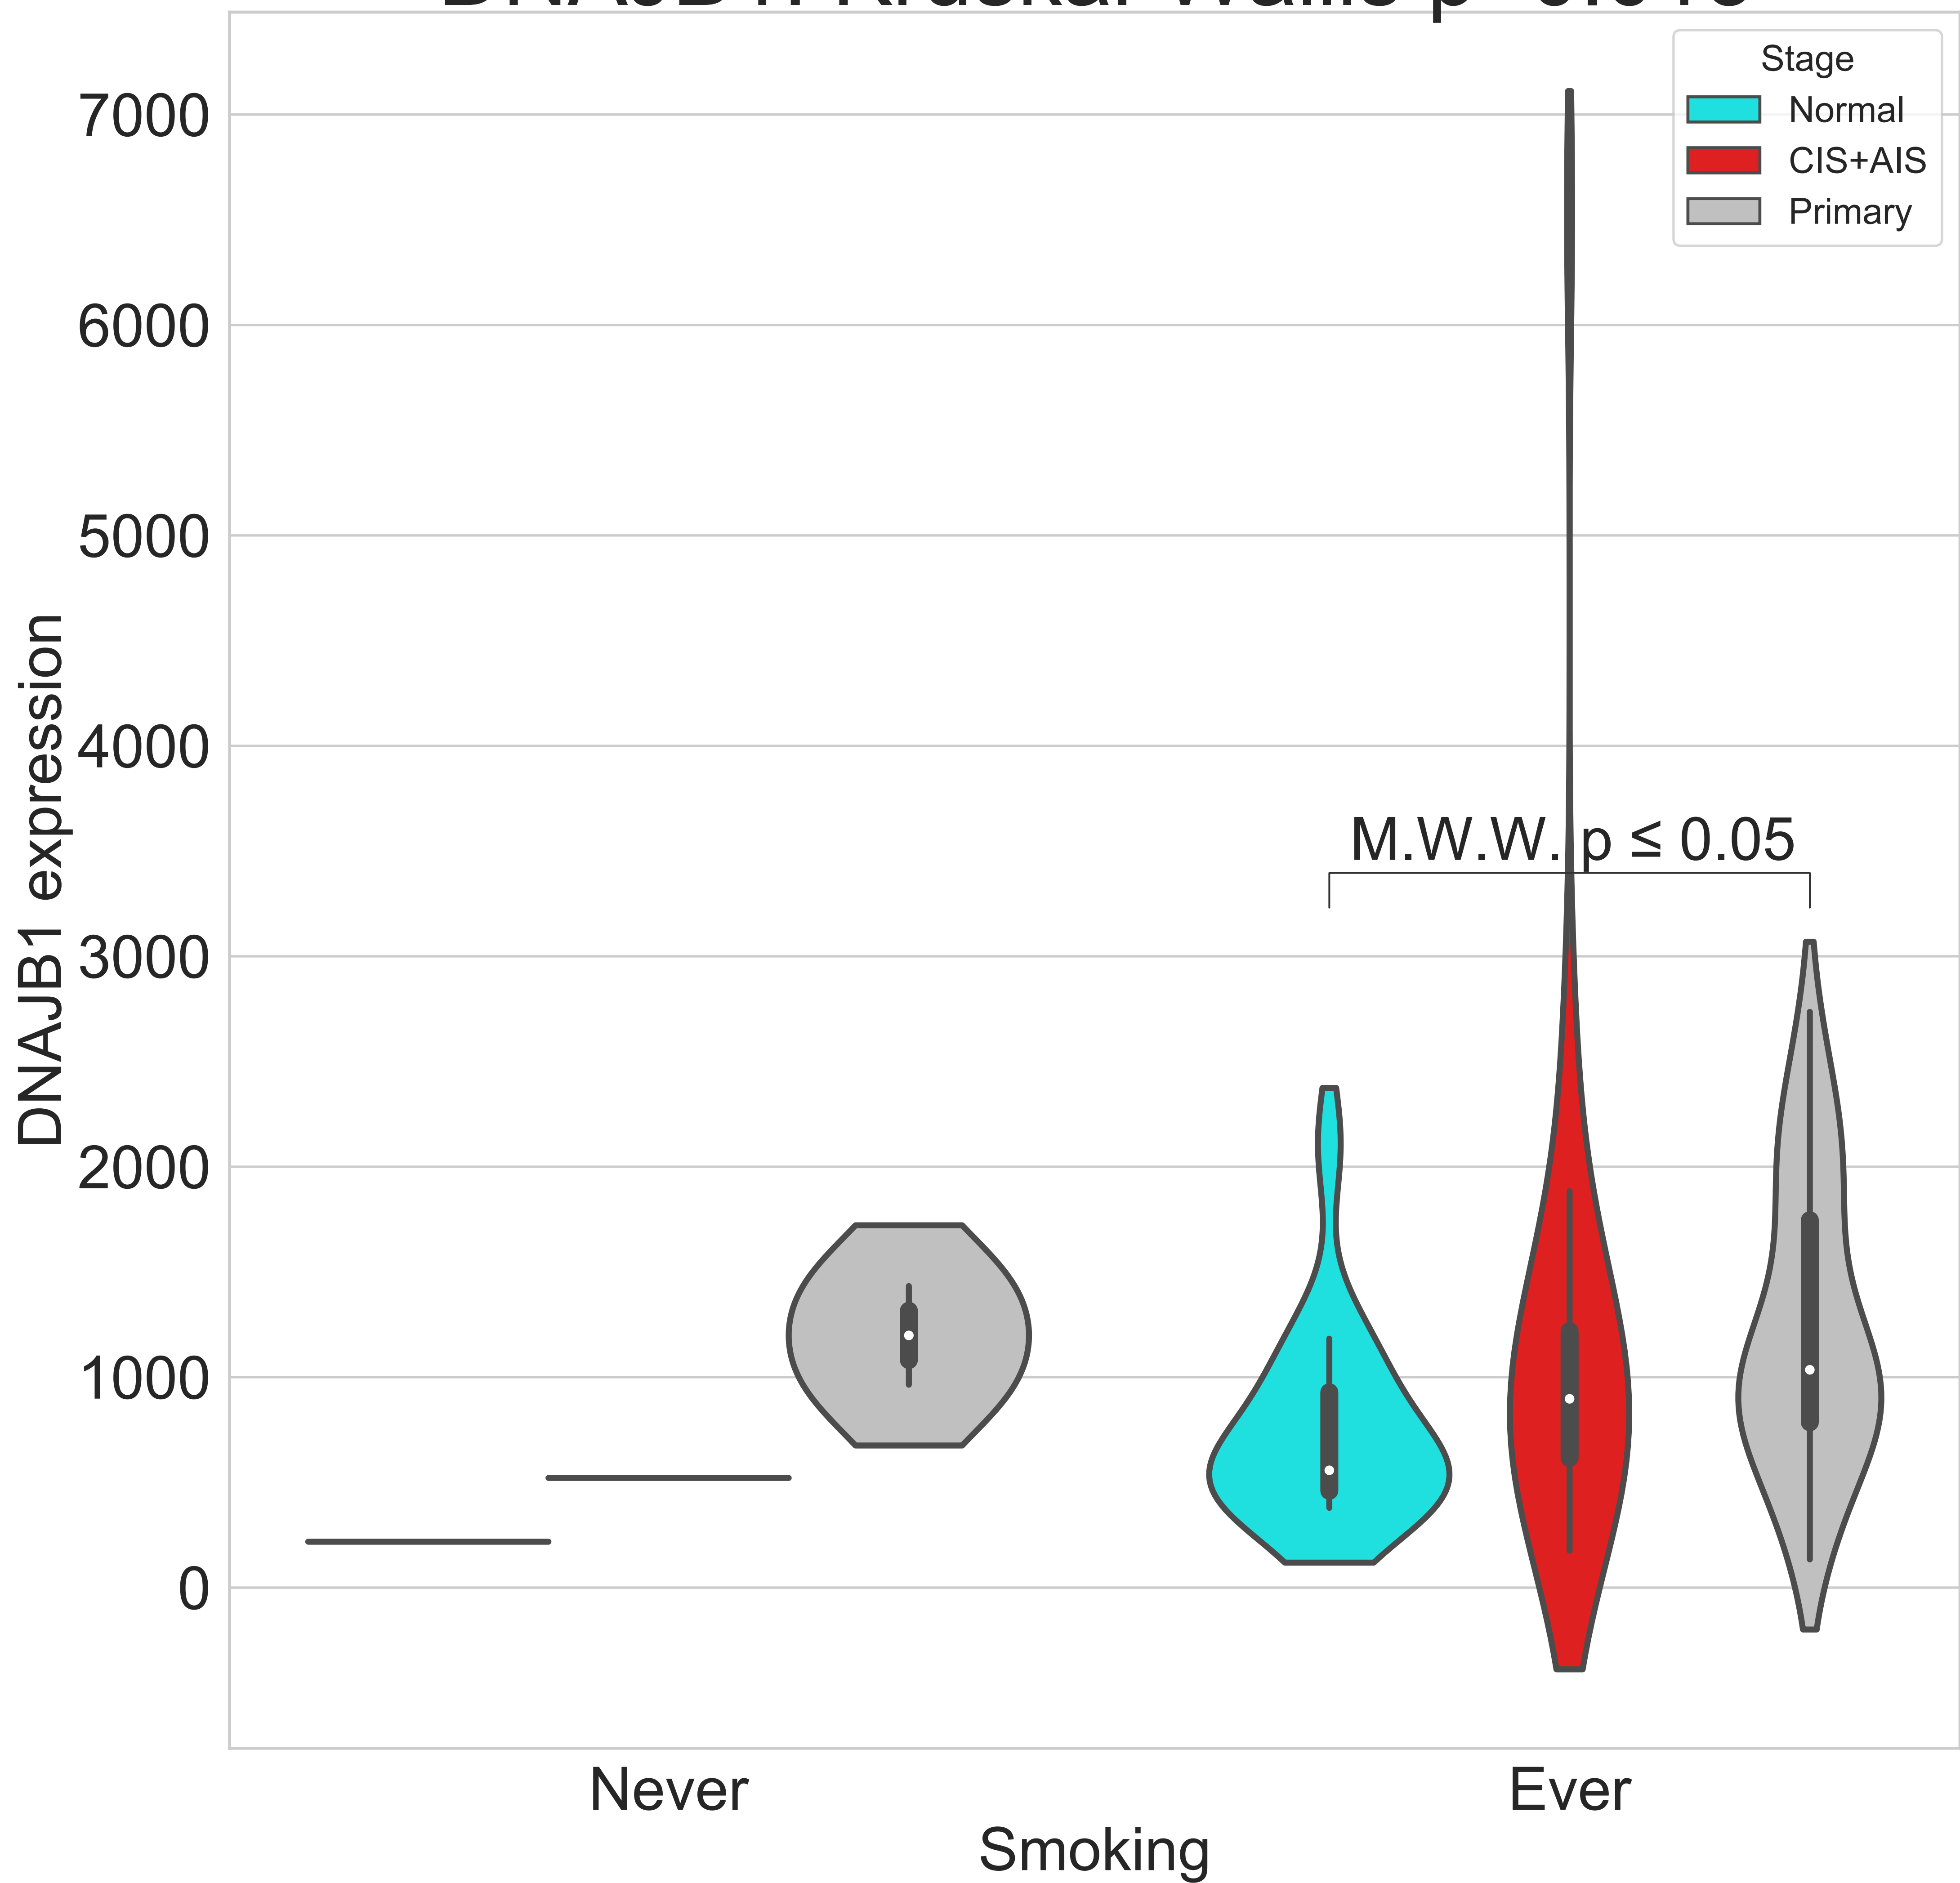 Stage
Normal
CIS+AIS
Primary
7000
6000
5000
4000
3000
2000
1000
0
DNAJB1 expression
M.W.W. p ≤ 0.05
Never
Ever
Smoking